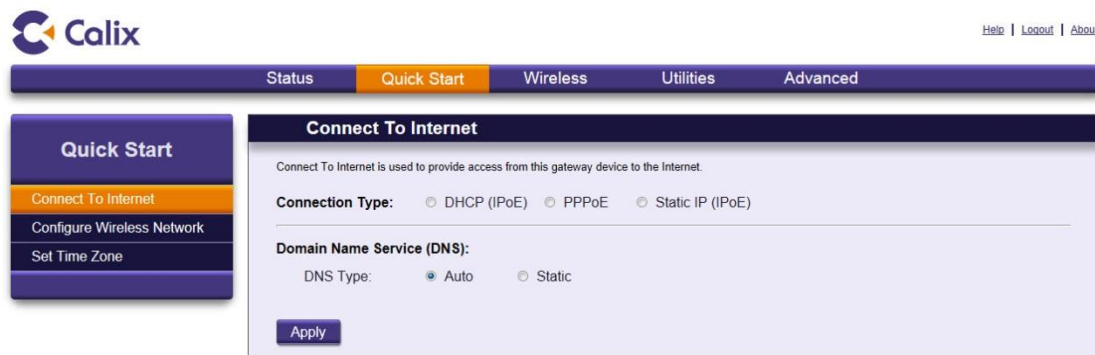 Calix
Help | Logout | Abou
Status Quick Start Wireless Utilities Advanced
Quick Start
Connect To Internet
Configure Wireless Network
Set Time Zone
Connect To Internet
Connect To Internet is used to provide access from this gateway device to the Internet.
Connection Type: DHCP (IPoE) PPPoE Static IP (IPoE)
Domain Name Service (DNS):
DNS Type: Auto Static
Apply